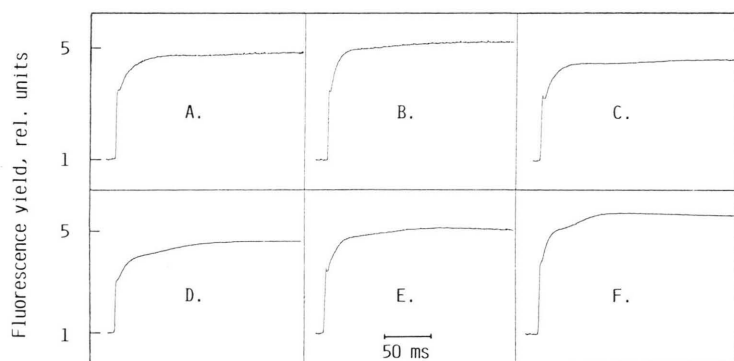 Fluorescence yield, rel. units
5
1
A.
B.
C.
5
1
D.
E.
F.
50 ms